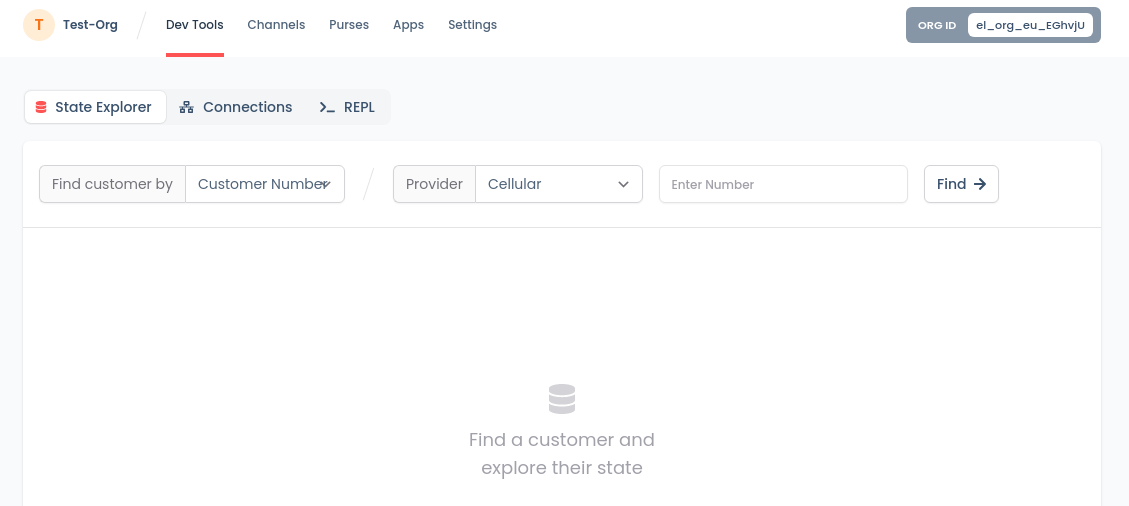 T Test-Org Dev Tools Channels Purses Apps Settings ORG ID el_org_eu_EGhvjU
State Explorer Connections REPL
Find customer by Customer Number Provider Cellular Enter Number Find
Find a customer and
explore their state